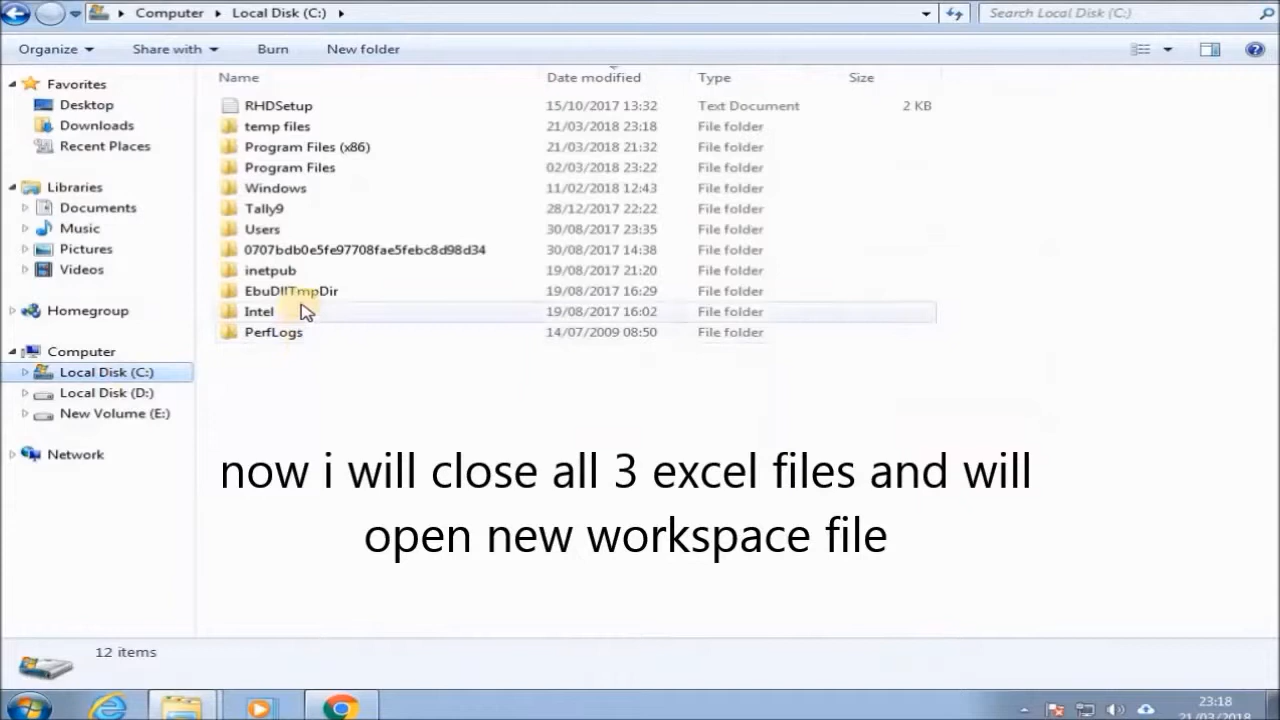 Computer Local Disk (C:) Search Local Disk (C:)
Organize Share with Burn New folder
Name Date modified Type Size
Favorites
Desktop
Downloads
Recent Places
Libraries
Documents
Music
Pictures
Videos
Homegroup
Computer
Local Disk (C:)
Local Disk (D:)
New Volume (E:)
Network
RHDSetup 15/10/2017 13:32 Text Document 2 KB
temp files 21/03/2018 23:18 File folder
Program Files (x86) 21/03/2018 21:32 File folder
Program Files 02/03/2018 23:22 File folder
Windows 11/02/2018 12:43 File folder
Tally9 28/12/2017 22:22 File folder
Users 30/08/2017 23:35 File folder
0707bdb0e5fe97708fae5febc8d98d34 30/08/2017 14:38 File folder
inetpub 19/08/2017 21:20 File folder
EbuDllTmpDir 19/08/2017 16:29 File folder
Intel 19/08/2017 16:02 File folder
PerfLogs 14/07/2009 08:50 File folder
now i will close all 3 excel files and will
open new workspace file
12 items
23:18
21/03/2018